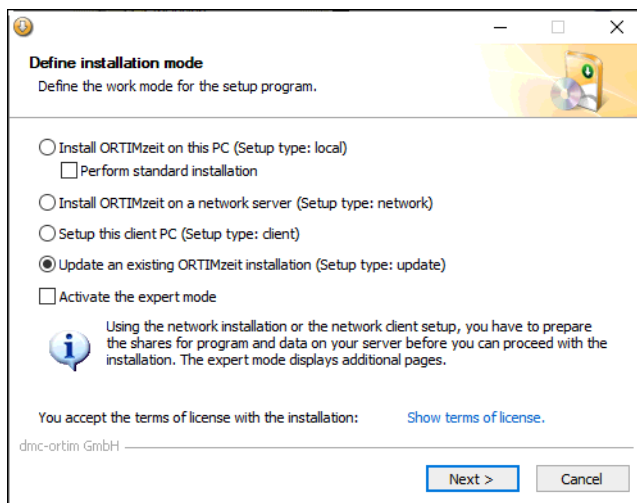 Define installation mode
Define the work mode for the setup program.
Install ORTIMzeit on this PC (Setup type: local)
Perform standard installation
Install ORTIMzeit on a network server (Setup type: network)
Setup this client PC (Setup type: client)
Update an existing ORTIMzeit installation (Setup type: update)
Activate the expert mode
Using the network installation or the network client setup, you have to prepare
the shares for program and data on your server before you can proceed with the
installation. The expert mode displays additional pages.
You accept the terms of license with the installation: Show terms of license.
dmc-ortim GmbH
Next > Cancel